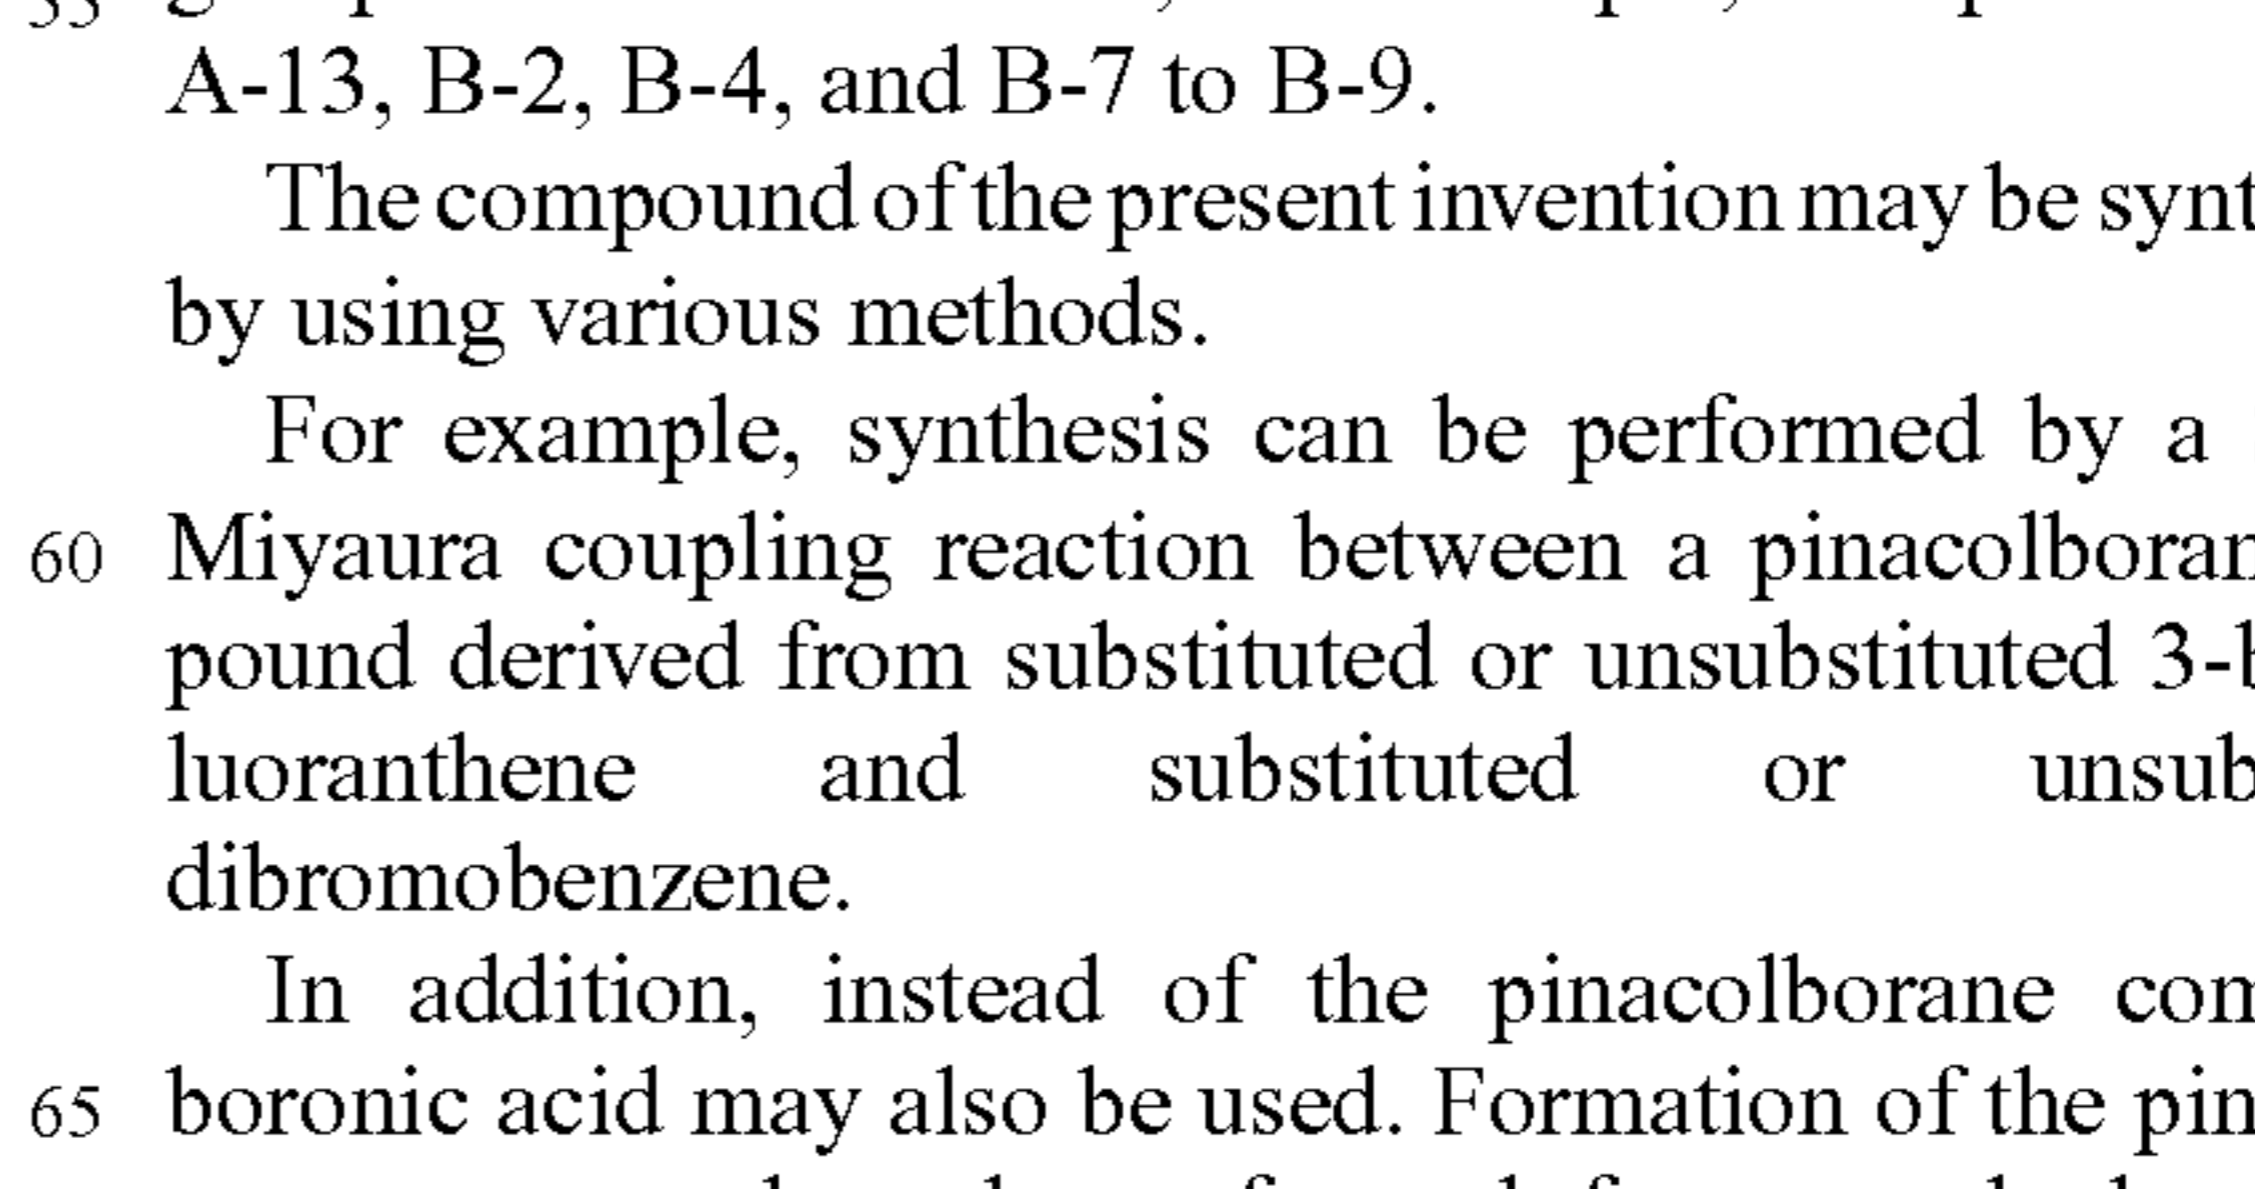 A-13, B-2, B-4, and B-7 to B-9.
The compound of the present invention may be synt
by using various methods.
For example, synthesis can be performed by a
60 Miyaura coupling reaction between a pinacolboran
pound derived from substituted or unsubstituted 3-b
luoranthene and substituted or unsub
dibromobenzene.
In addition, instead of the pinacolborane com
65 boronic acid may also be used. Formation of the pin